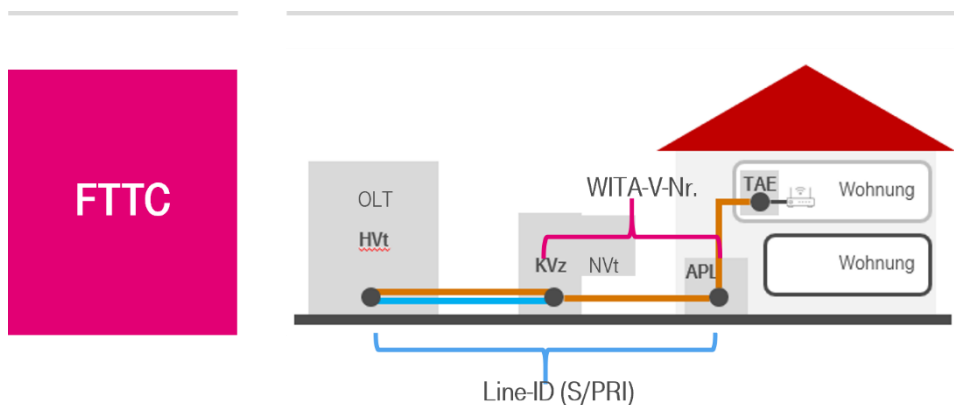 FTTC
OLT
HVt
KVz
NVt
WITA-V-Nr.
APL
TAE
Wohnung
Wohnung
Line-ID (S/PRI)